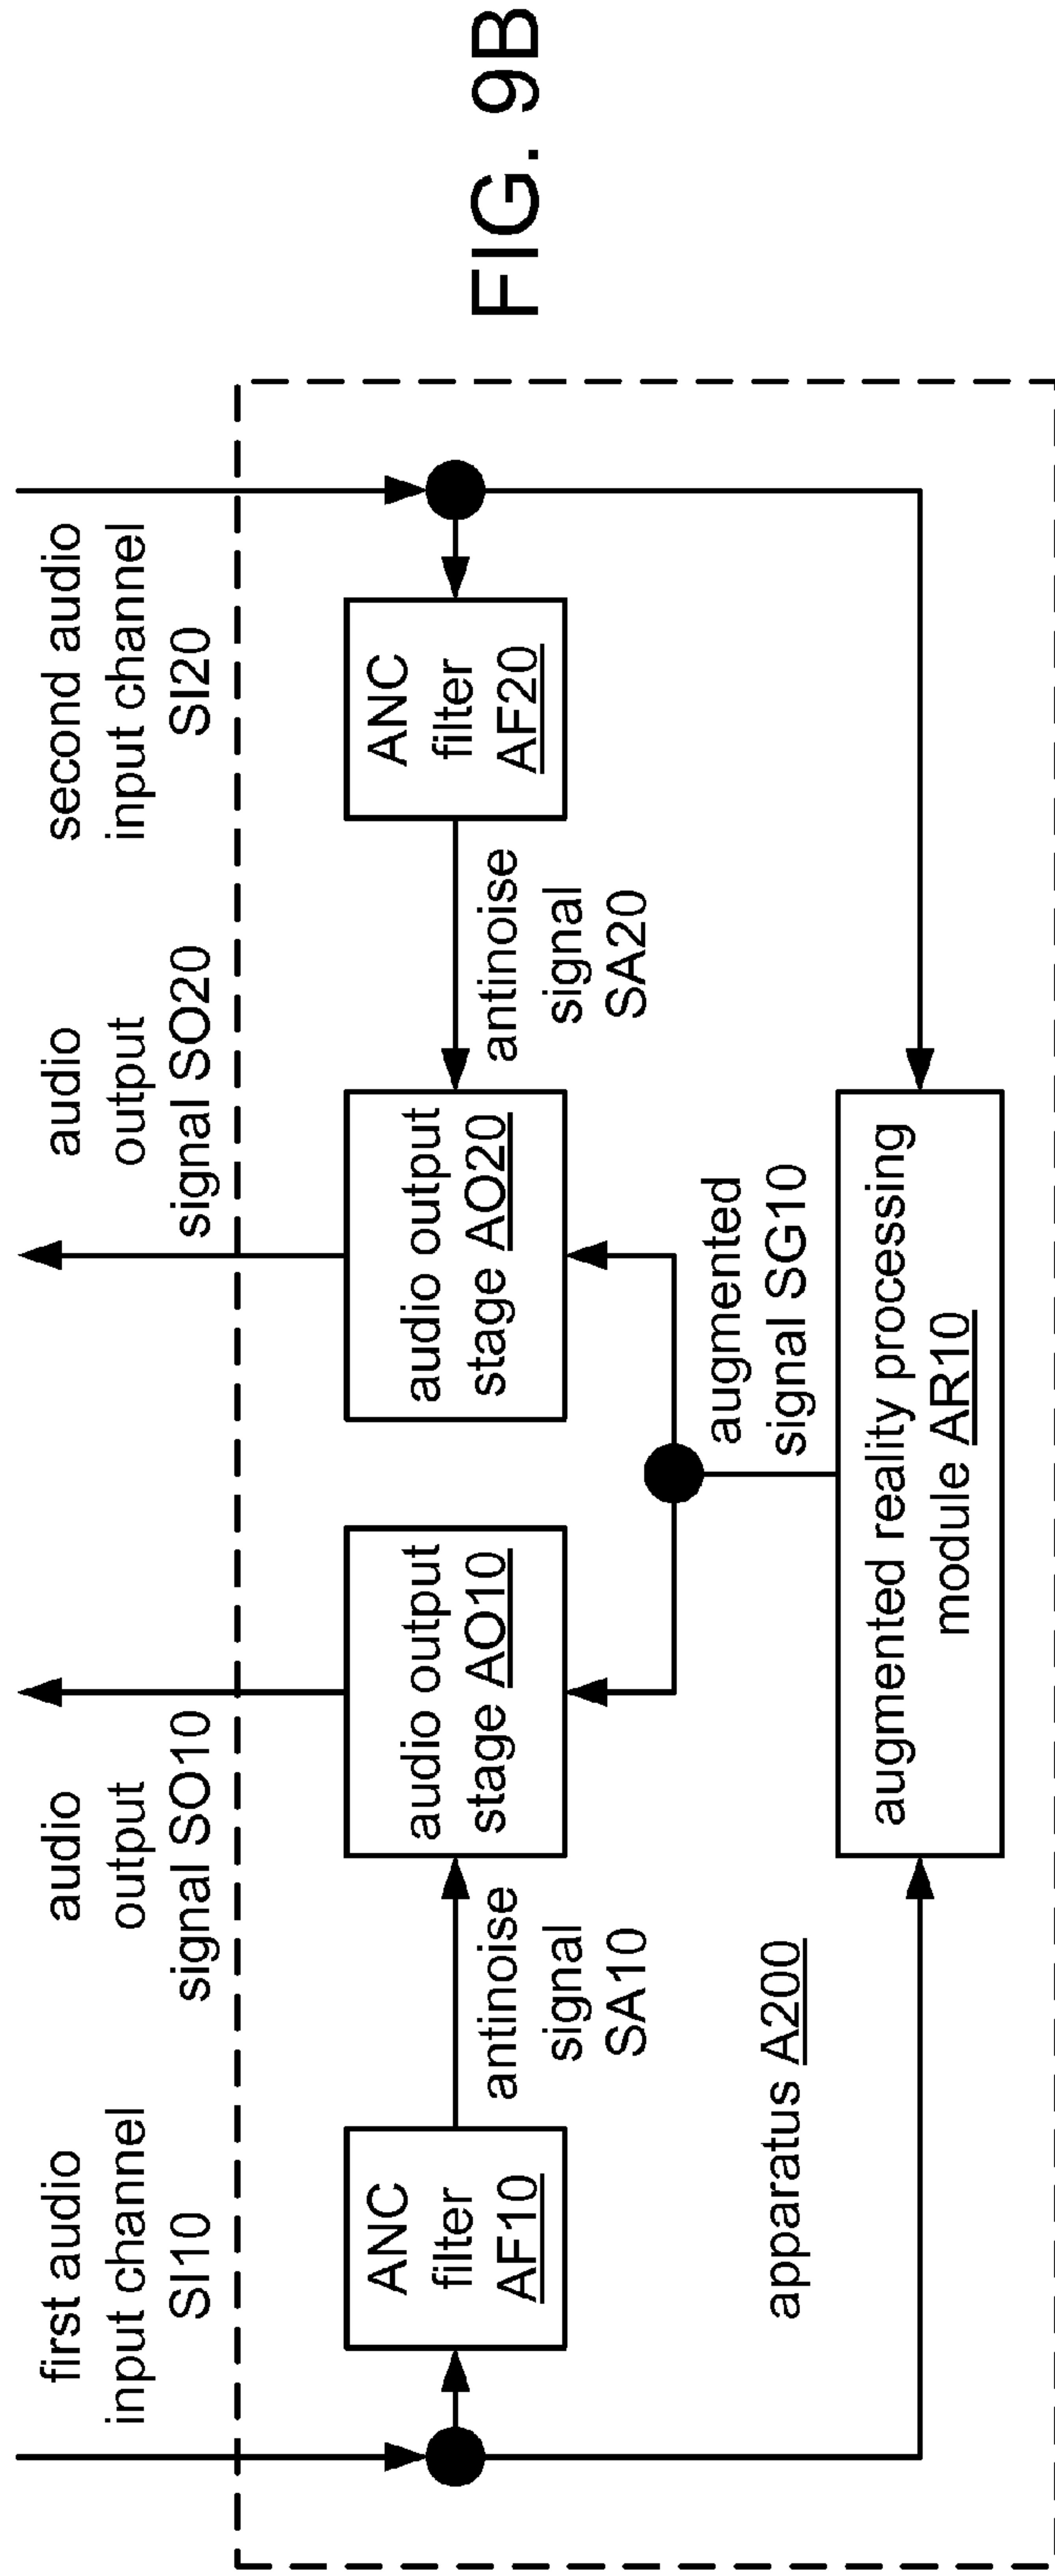 first audio
input channel
SI10
audio
output
signal SO10
audio
output
signal SO20
second audio
input channel
SI20
ANC
filter
AF10
antinoise
signal
SA10
audio output
stage AO10
audio output
stage AO20
antinoise
signal
SA20
ANC
filter
AF20
augmented
signal SG10
apparatus A200
augmented reality processing
module AR10
FIG. 9B